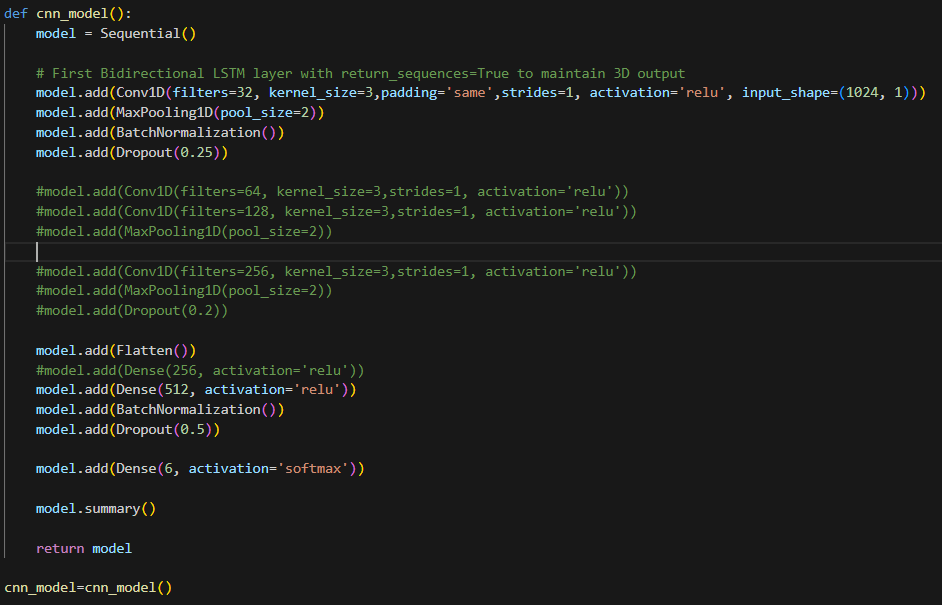 def cnn_model():
    model = Sequential()
    # First Bidirectional LSTM layer with return_sequences=True to maintain 3D output
    model.add(Conv1D(filters=32, kernel_size=3,padding='same',strides=1, activation='relu', input_shape=(1024, 1)))
    model.add(MaxPooling1D(pool_size=2))
    model.add(BatchNormalization())
    model.add(Dropout(0.25))
    #model.add(Conv1D(filters=64, kernel_size=3,strides=1, activation='relu'))
    #model.add(Conv1D(filters=128, kernel_size=3,strides=1, activation='relu'))
    #model.add(MaxPooling1D(pool_size=2))
    #model.add(Conv1D(filters=256, kernel_size=3,strides=1, activation='relu'))
    #model.add(MaxPooling1D(pool_size=2))
    #model.add(Dropout(0.2))
    model.add(Flatten())
    #model.add(Dense(256, activation='relu'))
    model.add(Dense(512, activation='relu'))
    model.add(BatchNormalization())
    model.add(Dropout(0.5))
    model.add(Dense(6, activation='softmax'))
    model.summary()
    return model
cnn_model=cnn_model()